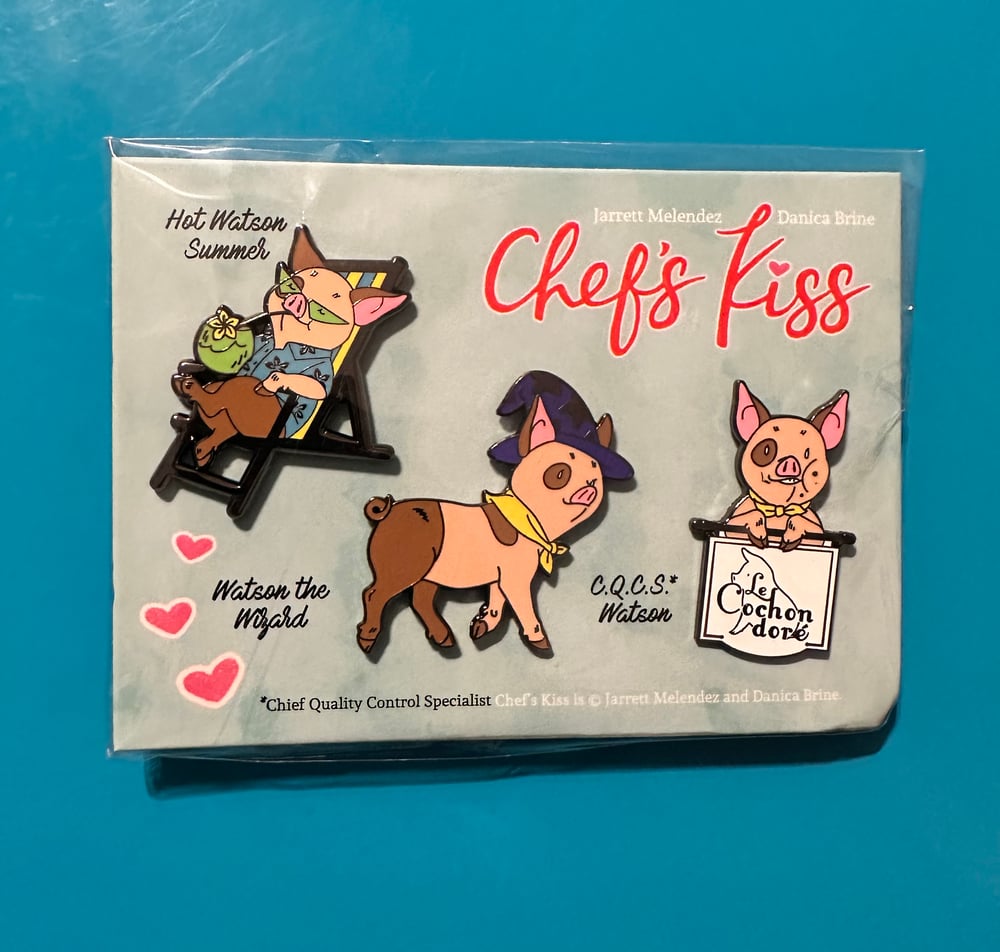 Hot Watson
Summer
Jarrett Melendez
Danica Brine
Chef's Kiss
Watson the
Wizard
C.Q.C.S.*
Watson
Le
Cochon
doré
*Chief Quality Control Specialist Chef's Kiss is © Jarrett Melendez and Danica Brine.